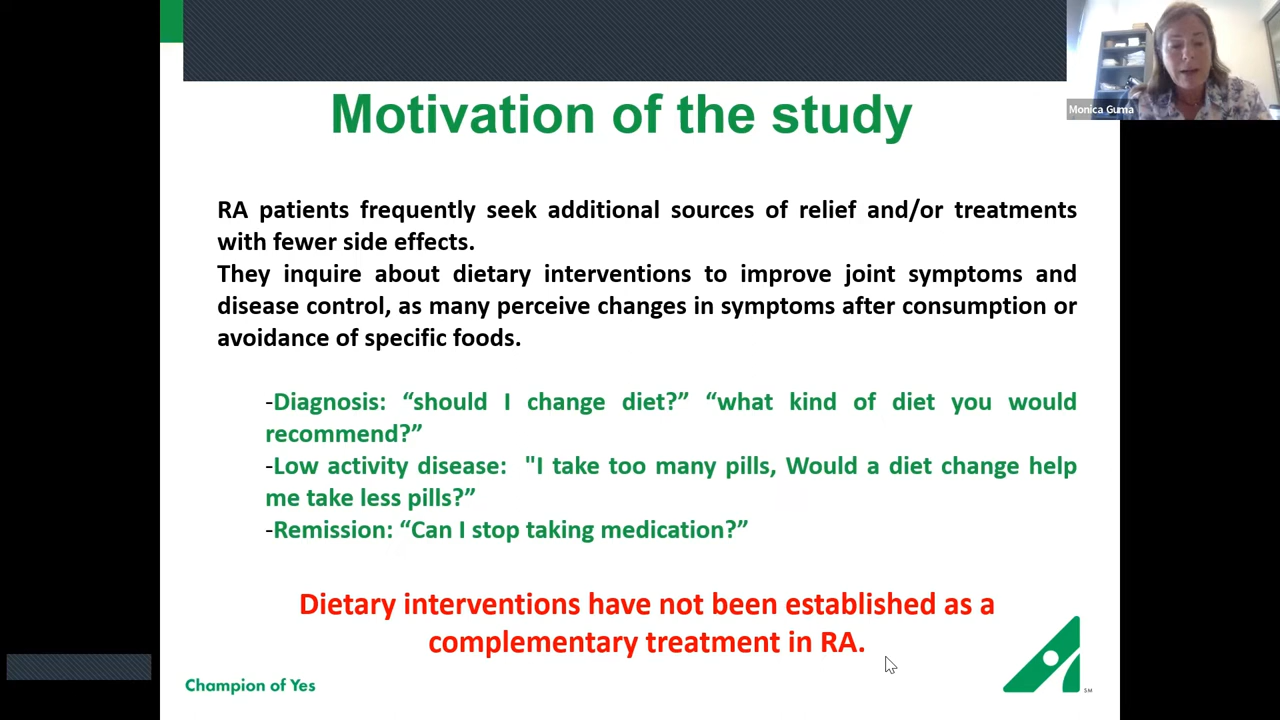 Motivation of the study
Monica Guma
RA patients frequently seek additional sources of relief and/or treatments
with fewer side effects.
They inquire about dietary interventions to improve joint symptoms and
disease control, as many perceive changes in symptoms after consumption or
avoidance of specific foods.
-Diagnosis: “should I change diet?” “what kind of diet you would
recommend?”
-Low activity disease: "I take too many pills, Would a diet change help
me take less pills?”
-Remission: “Can I stop taking medication?”
Dietary interventions have not been established as a
complementary treatment in RA.
Champion of Yes
SM